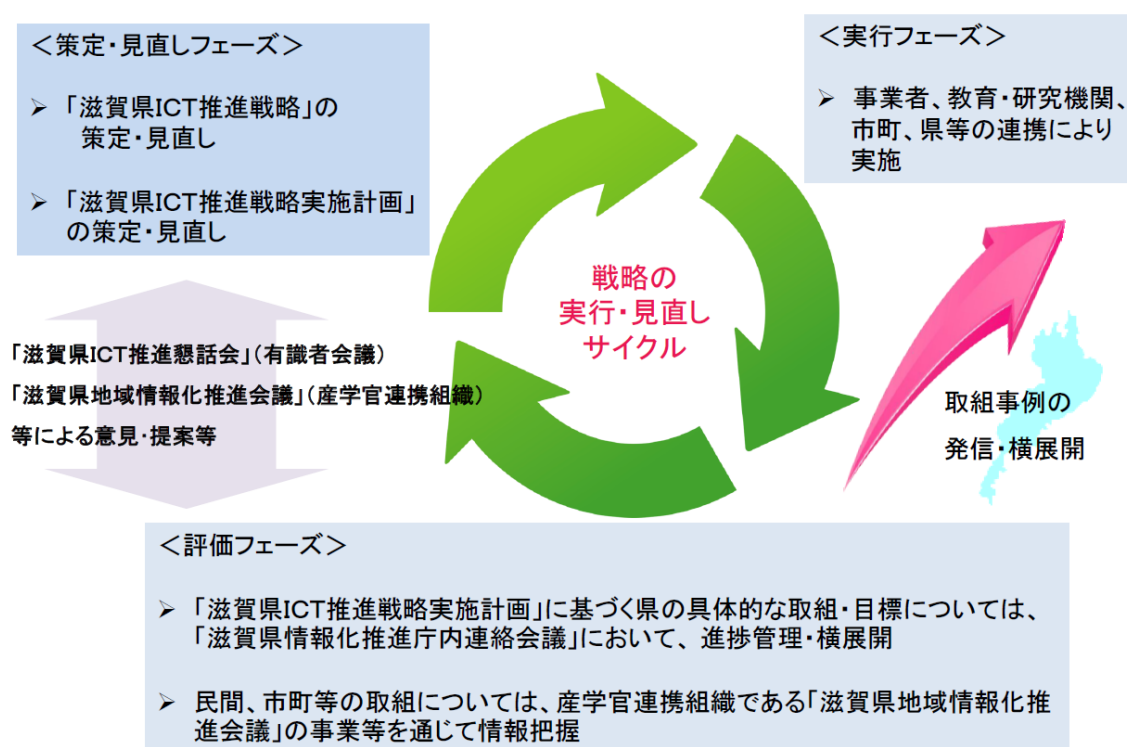 ＜策定・見直しフェーズ＞
➢ 「滋賀県ICT推進戦略」の
策定・見直し
➢ 「滋賀県ICT推進戦略実施計画」
の策定・見直し
＜実行フェーズ＞
➢ 事業者、教育・研究機関、
市町、県等の連携により
実施
戦略の
実行・見直し
サイクル
「滋賀県ICT推進懇話会」（有識者会議）
「滋賀県地域情報化推進会議」（産学官連携組織）
等による意見・提案等
取組事例の
発信・横展開
＜評価フェーズ＞
➢ 「滋賀県ICT推進戦略実施計画」に基づく県の具体的な取組・目標については、
「滋賀県情報化推進庁内連絡会議」において、進捗管理・横展開
➢ 民間、市町等の取組については、産学官連携組織である「滋賀県地域情報化推
進会議」の事業等を通じて情報把握